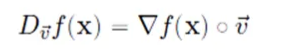 D_{\vec{v}} f(\mathbf{x}) = \nabla f(\mathbf{x}) \circ \vec{v}